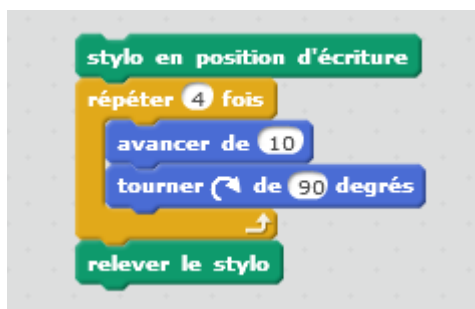 stylo en position d'écriture
répéter 4 fois
avancer de 10
tourner de 90 degrés
relever le stylo